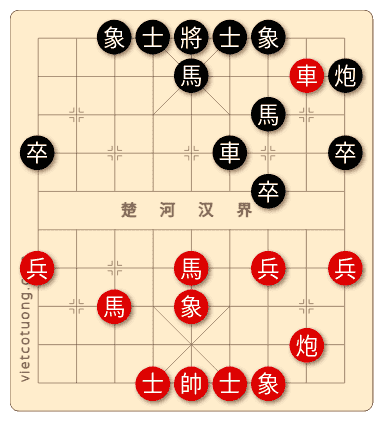 象 士 將 士 象
馬 車 炮
馬
卒 車 卒
卒
楚 河 汉 界
兵 馬 兵 兵
馬 象
炮
士 帥 士 象
vietcotuong.c